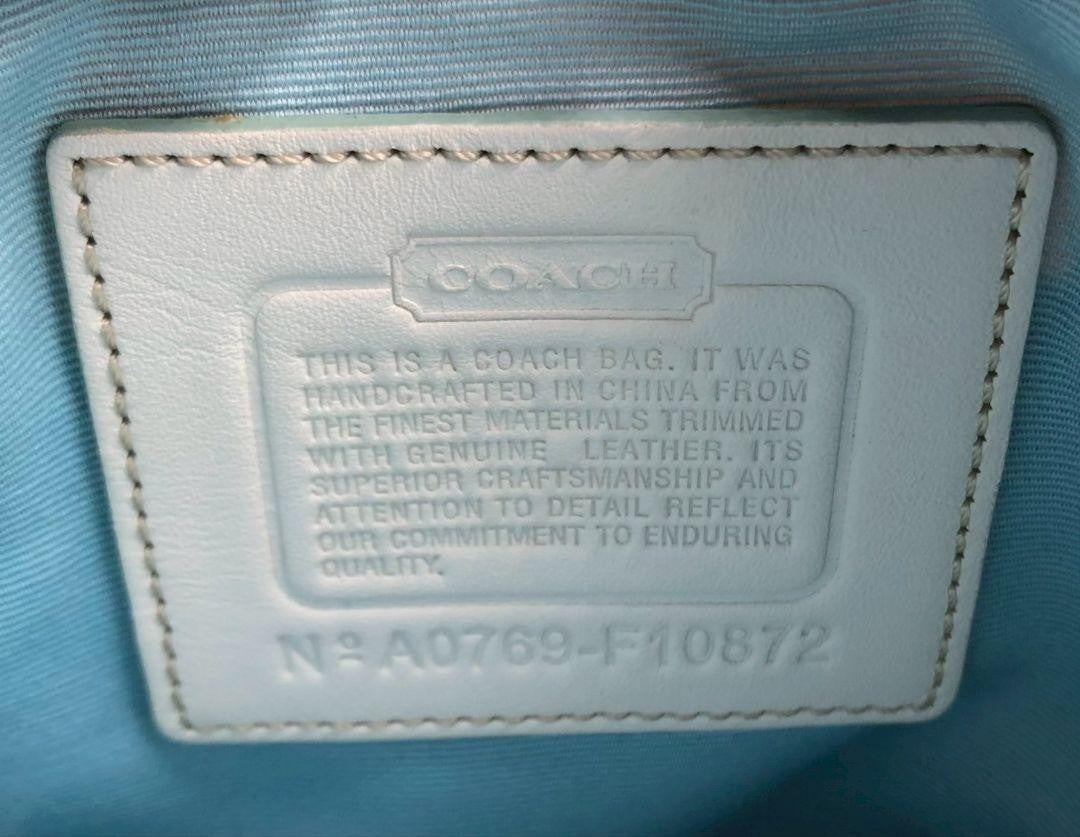 COACH
THIS IS A COACH BAG. IT WAS
HANDCRAFTED IN CHINA FROM
THE FINEST MATERIALS TRIMMED
WITH GENUINE LEATHER. ITS
SUPERIOR CRAFTSMANSHIP AND
ATTENTION TO DETAIL REFLECT
OUR COMMITMENT TO ENDURING
QUALITY.
Nº A0769-F10872